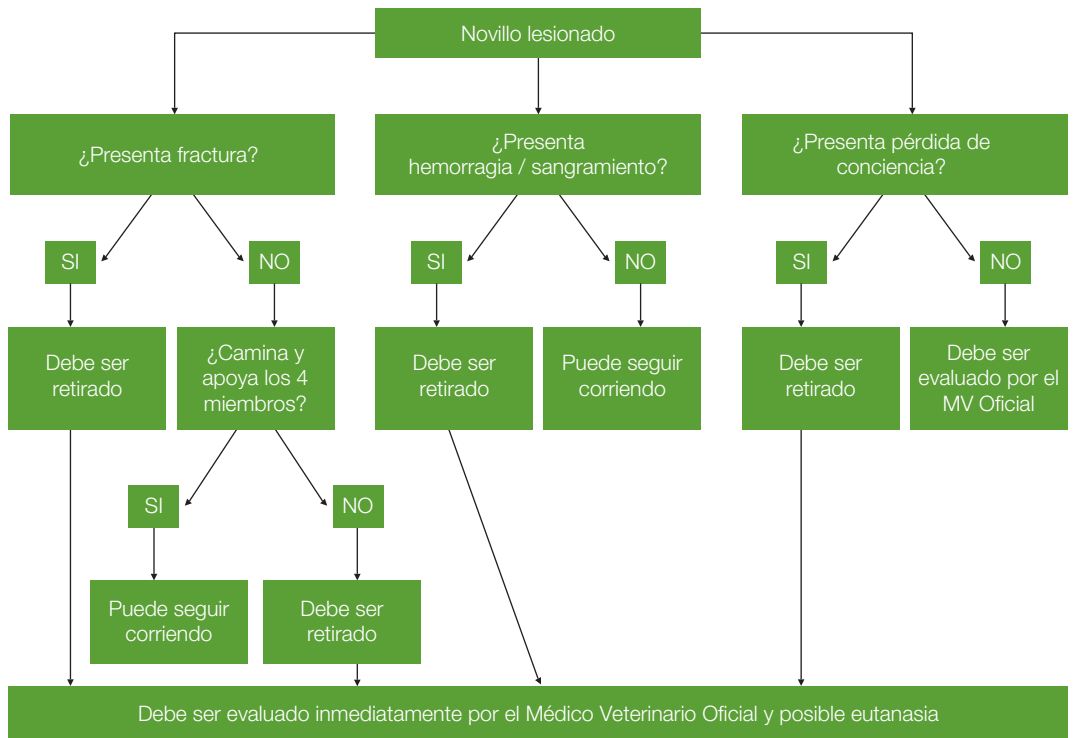 Novillo lesionado
¿Presenta fractura?
¿Presenta
hemorragia / sangramiento?
¿Presenta pérdida de
conciencia?
SI
NO
SI
NO
SI
NO
Debe ser
retirado
¿Camina y
apoya los 4
miembros?
Debe ser
retirado
Puede seguir
corriendo
Debe ser
retirado
Debe ser
evaluado por el
MV Oficial
SI
NO
Puede seguir
corriendo
Debe ser
retirado
Debe ser evaluado inmediatamente por el Médico Veterinario Oficial y posible eutanasia